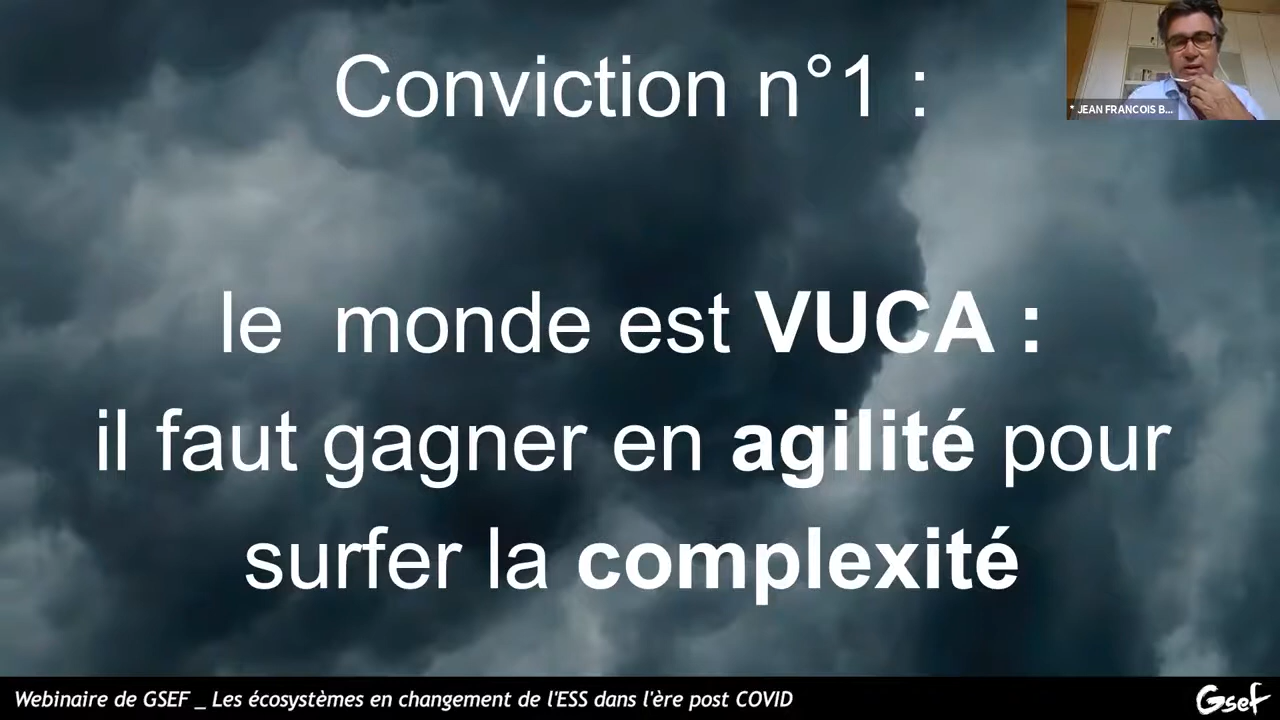 Conviction n°1 :
* JEAN FRANCOIS B...
le monde est VUCA :
il faut gagner en agilité pour
surfer la complexité
Webinaire de GSEF _ Les écosystèmes en changement de l'ESS dans l'ère post COVID
Gsef